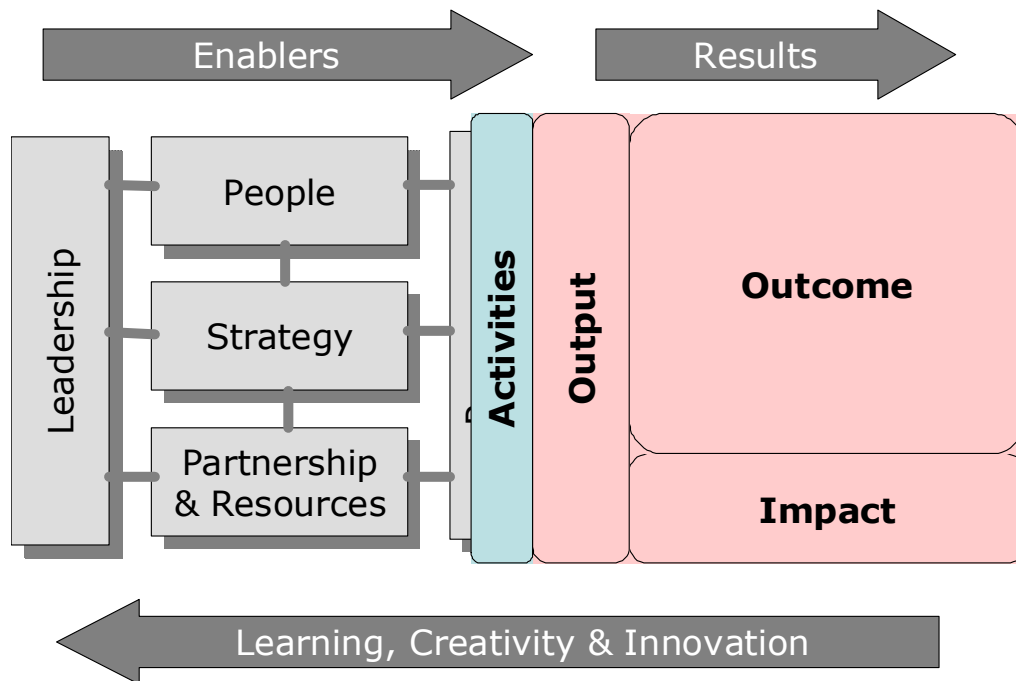 Enablers
Results
Leadership
People
Strategy
Partnership
& Resources
Activities
Output
Outcome
Impact
Learning, Creativity & Innovation